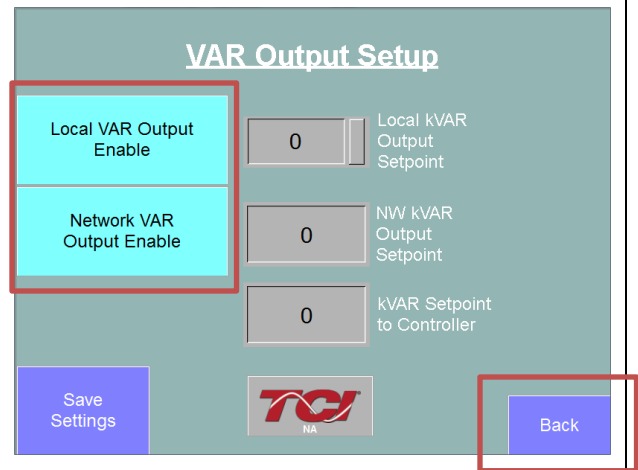 VAR Output Setup
Local VAR Output
Enable
0
Local kVAR
Output
Setpoint
Network VAR
Output Enable
0
NW kVAR
Output
Setpoint
0
kVAR Setpoint
to Controller
Save
Settings
TCI
NA
Back